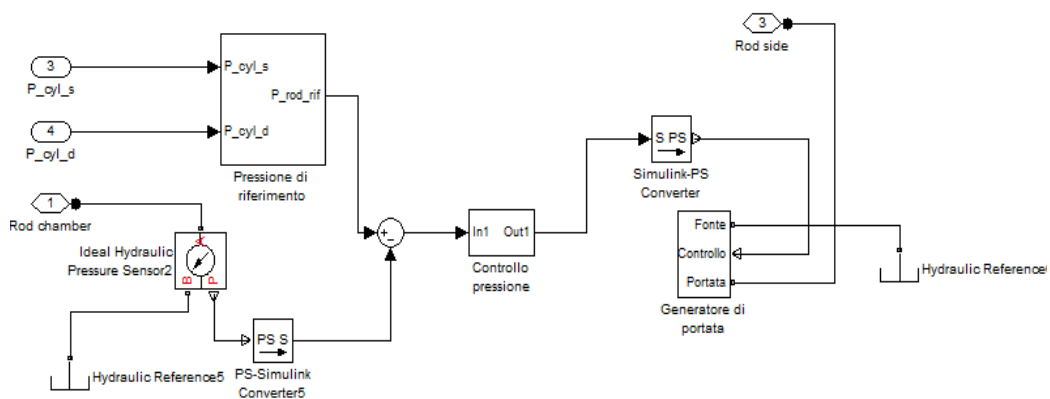 3
P_cyl_s
4
P_cyl_d
P_cyl_s
P_rod_rif
P_cyl_d
Pressione di
riferimento
1
Rod chamber
Ideal Hydraulic
Pressure Sensor2
A
B
P
Hydraulic Reference5
PS S
PS-Simulink
Converter5
+
−
In1
Out1
Controllo
pressione
S PS
Simulink-PS
Converter
3
Rod side
Fonte
Controllo
Portata
Generatore di
portata
Hydraulic Reference